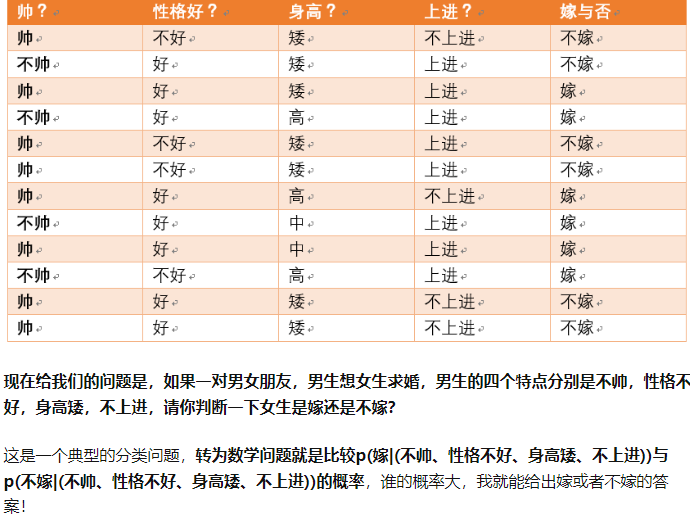 帅？ 性格好？ 身高？ 上进？ 嫁与否
帅 不好 矮 不上进 不嫁
不帅 好 矮 上进 不嫁
帅 好 矮 上进 嫁
不帅 好 高 上进 嫁
帅 不好 矮 上进 不嫁
帅 不好 矮 上进 不嫁
帅 好 高 不上进 嫁
不帅 好 中 上进 嫁
帅 好 中 上进 嫁
不帅 不好 高 上进 嫁
帅 好 矮 不上进 不嫁
帅 好 矮 不上进 不嫁
现在给我们的问题是，如果一对男女朋友，男生想女生求婚，男生的四个特点分别是不帅，性格不
好，身高矮，不上进，请你判断一下女生是嫁还是不嫁？
这是一个典型的分类问题，转为数学问题就是比较p(嫁|(不帅、性格不好、身高矮、不上进))与
p(不嫁|(不帅、性格不好、身高矮、不上进))的概率，谁的概率大，我就能给出嫁或者不嫁的答
案！